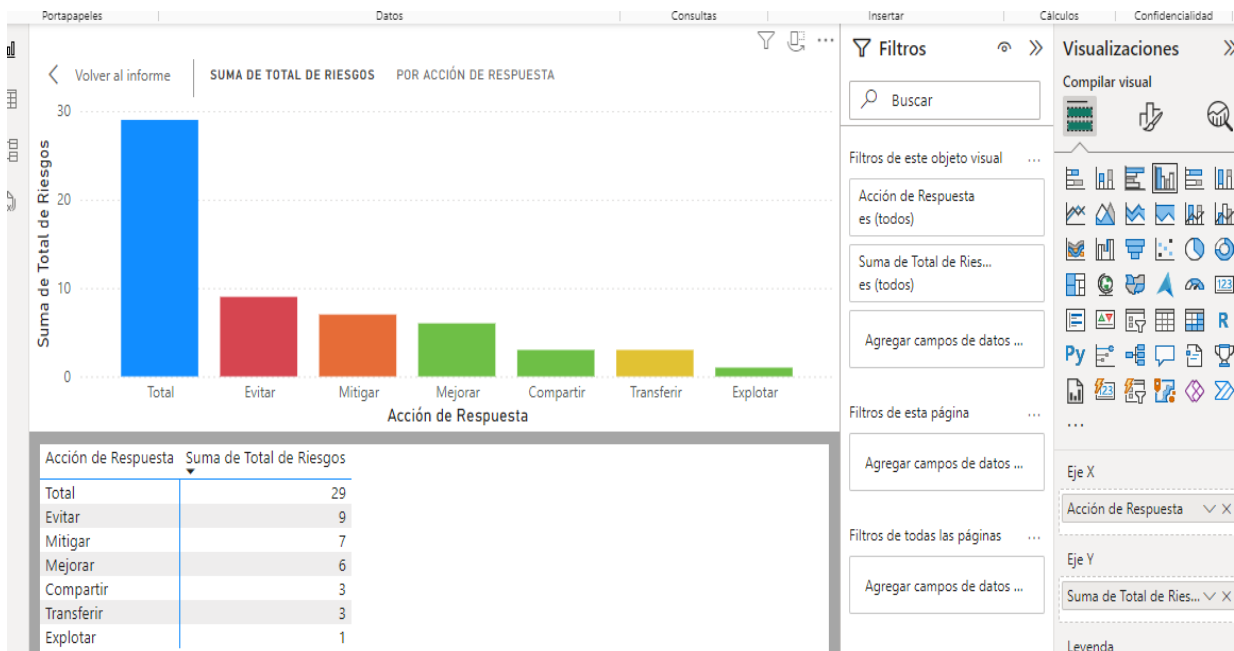 Portapapeles
Datos
Consultas
Insertar
Cálculos
Confidencialidad
Volver al informe
SUMA DE TOTAL DE RIESGOS
POR ACCIÓN DE RESPUESTA
Suma de Total de Riesgos
30
20
10
0
Total
Evitar
Mitigar
Mejorar
Compartir
Transferir
Explotar
Acción de Respuesta
Acción de Respuesta Suma de Total de Riesgos
Total 29
Evitar 9
Mitigar 7
Mejorar 6
Compartir 3
Transferir 3
Explotar 1
Filtros
Buscar
Filtros de este objeto visual ...
Acción de Respuesta
es (todos)
Suma de Total de Ries...
es (todos)
Agregar campos de datos ...
Filtros de esta página ...
Agregar campos de datos ...
Filtros de todas las páginas ...
Agregar campos de datos ...
Visualizaciones
Compilar visual
123
R
Py
123
...
Eje X
Acción de Respuesta
Eje Y
Suma de Total de Ries...
Leyenda